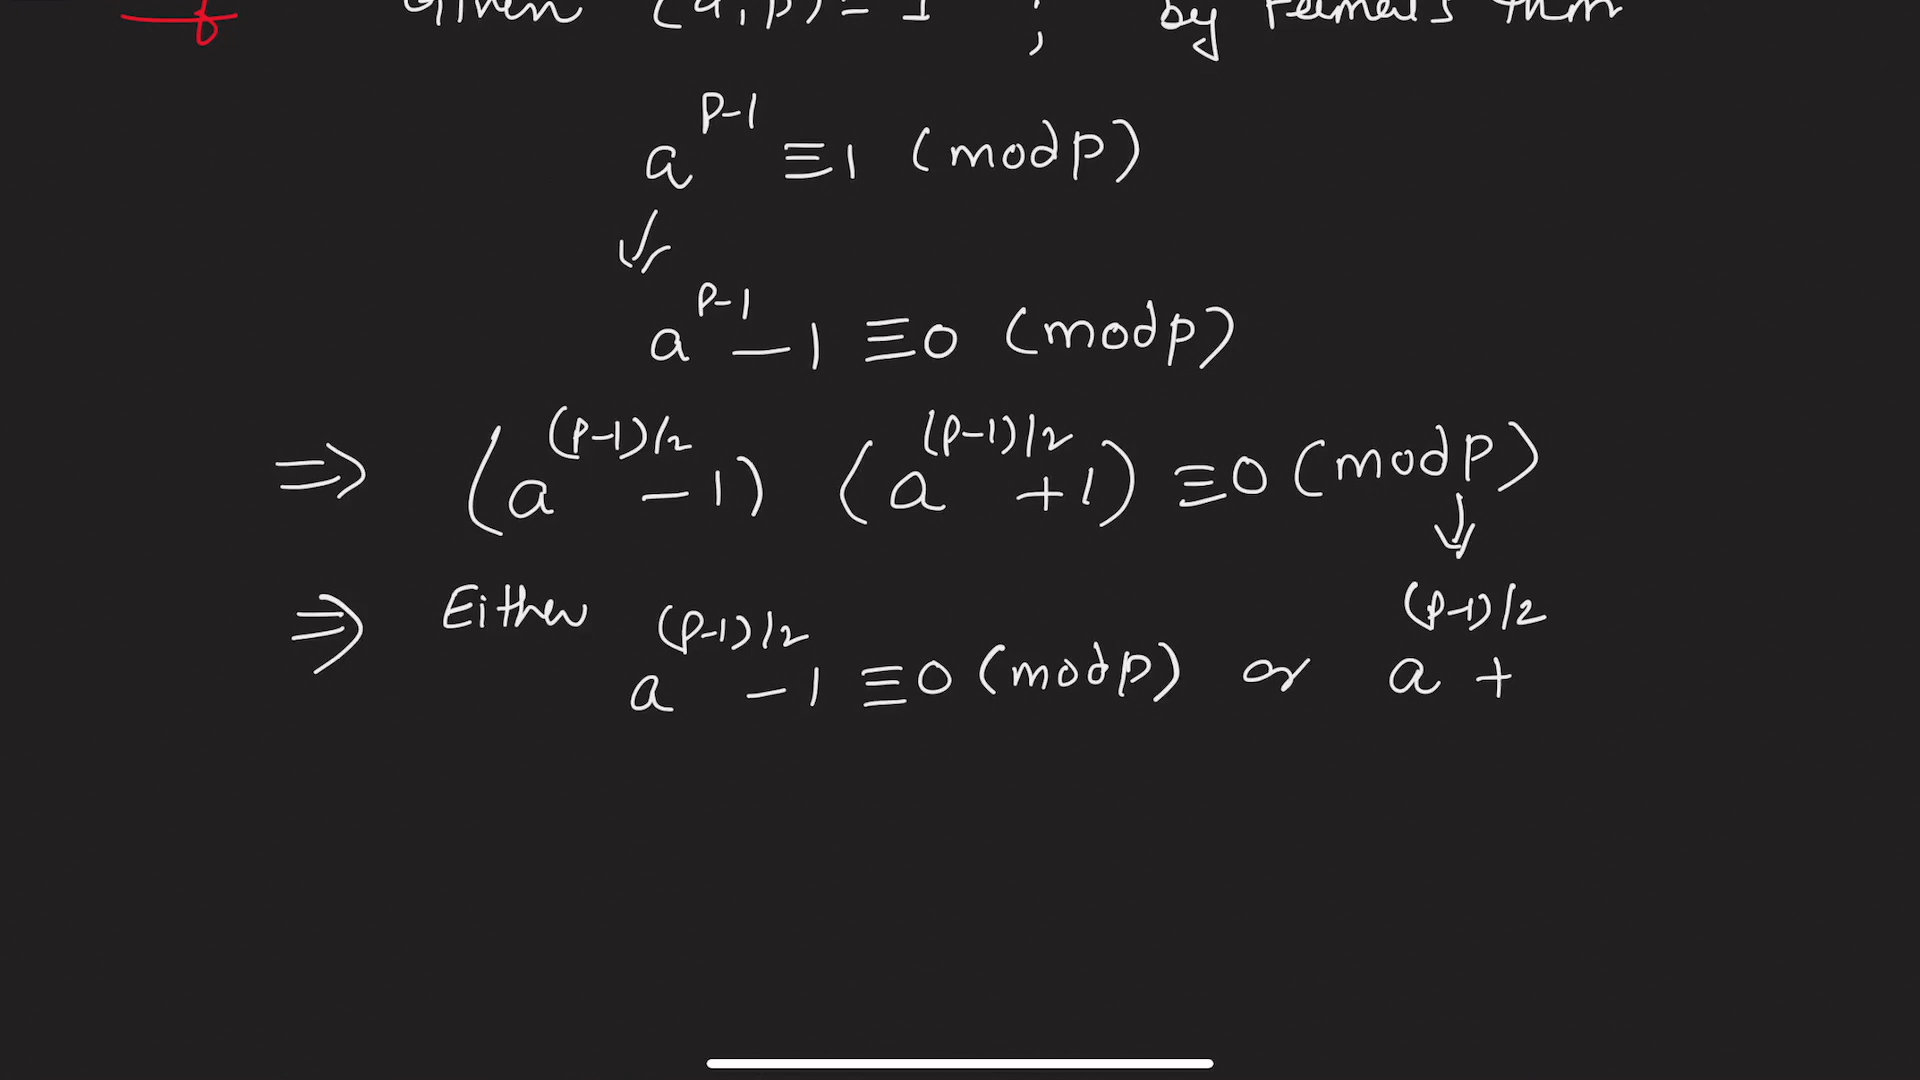 Given (a, p) = 1 ; by Fermat's thm
a^{p-1} ≡ 1 (mod p)
⇓
a^{p-1} - 1 ≡ 0 (mod p)
⇒ (a^{(p-1)/2} - 1) (a^{(p-1)/2} + 1) ≡ 0 (mod p)
⇓
⇒ Either a^{(p-1)/2} - 1 ≡ 0 (mod p) or a^{(p-1)/2} +